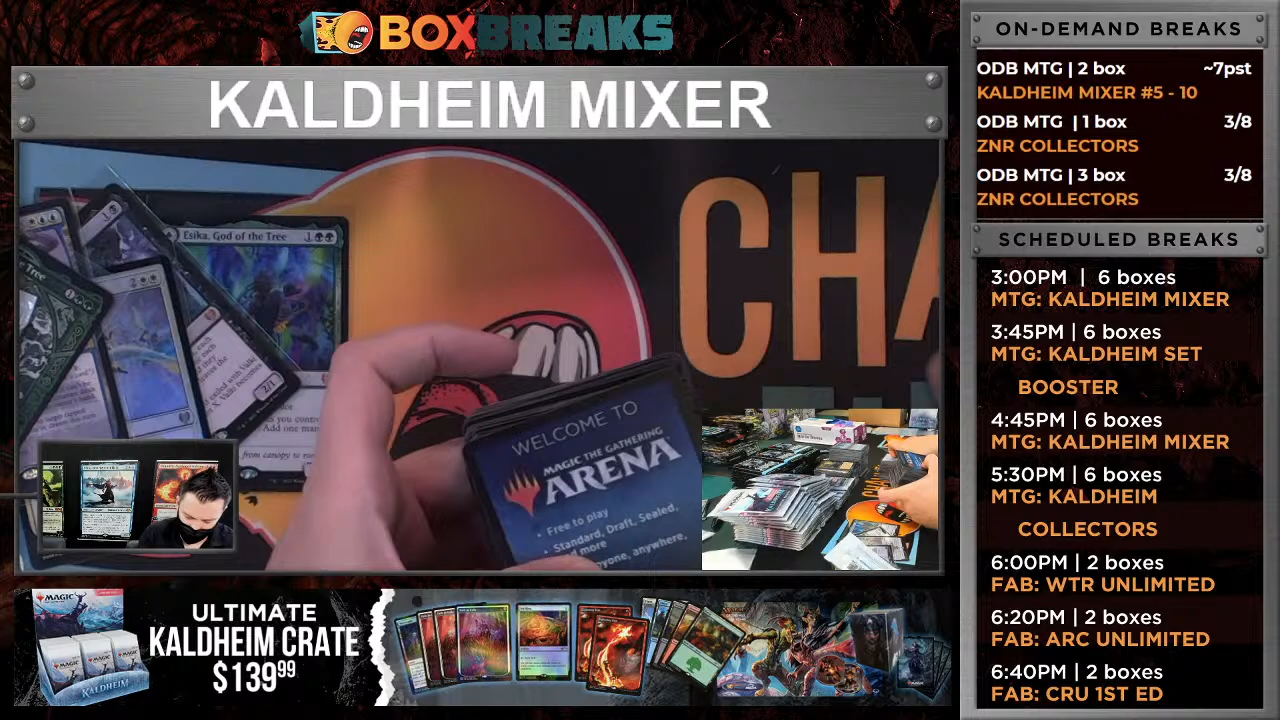 BOXBREAKS
KALDHEIM MIXER
Esika, God of the Tree
2/1
WELCOME TO
MAGIC THE GATHERING
ARENA
• Free to play
• Standard, Draft, Sealed,
and more
anyone, anywhere,
CHA
MAGIC
KALDHEIM
ULTIMATE
KALDHEIM CRATE
$139.99
ON-DEMAND BREAKS
ODB MTG | 2 box ~7pst
KALDHEIM MIXER #5 - 10
ODB MTG | 1 box 3/8
ZNR COLLECTORS
ODB MTG | 3 box 3/8
ZNR COLLECTORS
SCHEDULED BREAKS
3:00PM | 6 boxes
MTG: KALDHEIM MIXER
3:45PM | 6 boxes
MTG: KALDHEIM SET
BOOSTER
4:45PM | 6 boxes
MTG: KALDHEIM MIXER
5:30PM | 6 boxes
MTG: KALDHEIM
COLLECTORS
6:00PM | 2 boxes
FAB: WTR UNLIMITED
6:20PM | 2 boxes
FAB: ARC UNLIMITED
6:40PM | 2 boxes
FAB: CRU 1ST ED